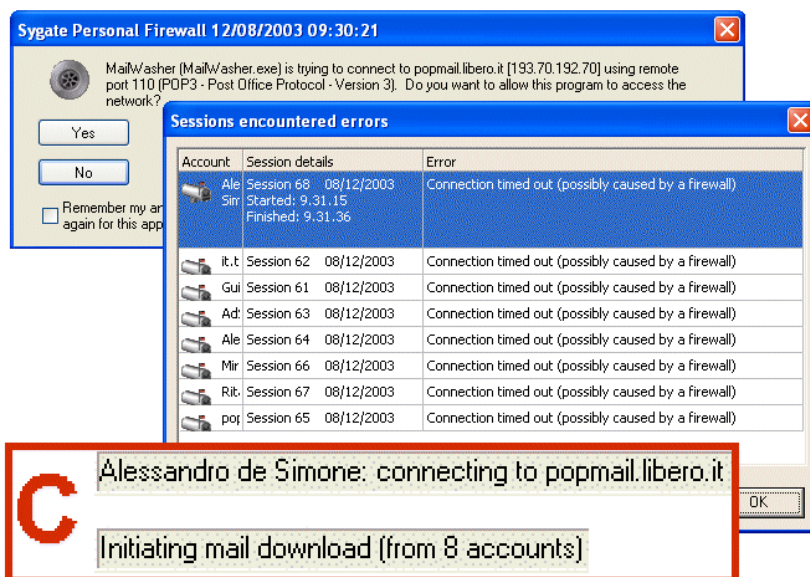 Sygate Personal Firewall 12/08/2003 09:30:21
MailWasher (MailWasher.exe) is trying to connect to popmail.libero.it [193.70.192.70] using remote
port 110 (POP3 - Post Office Protocol - Version 3). Do you want to allow this program to access the
network?
Yes
No
Remember my
again for this app
Sessions encountered errors
Account Session details Error
Ale Session 68 08/12/2003 Connection timed out (possibly caused by a firewall)
Sim Started: 9.31.15
Finished: 9.31.36
it.t Session 62 08/12/2003 Connection timed out (possibly caused by a firewall)
Gui Session 61 08/12/2003 Connection timed out (possibly caused by a firewall)
Session 63 08/12/2003 Connection timed out (possibly caused by a firewall)
Ale Session 64 08/12/2003 Connection timed out (possibly caused by a firewall)
Session 66 08/12/2003 Connection timed out (possibly caused by a firewall)
Rit. Session 67 08/12/2003 Connection timed out (possibly caused by a firewall)
Session 65 08/12/2003 Connection timed out (possibly caused by a firewall)
OK
C
Alessandro de Simone: connecting to popmail.libero.it
Initiating mail download (from 8 accounts)